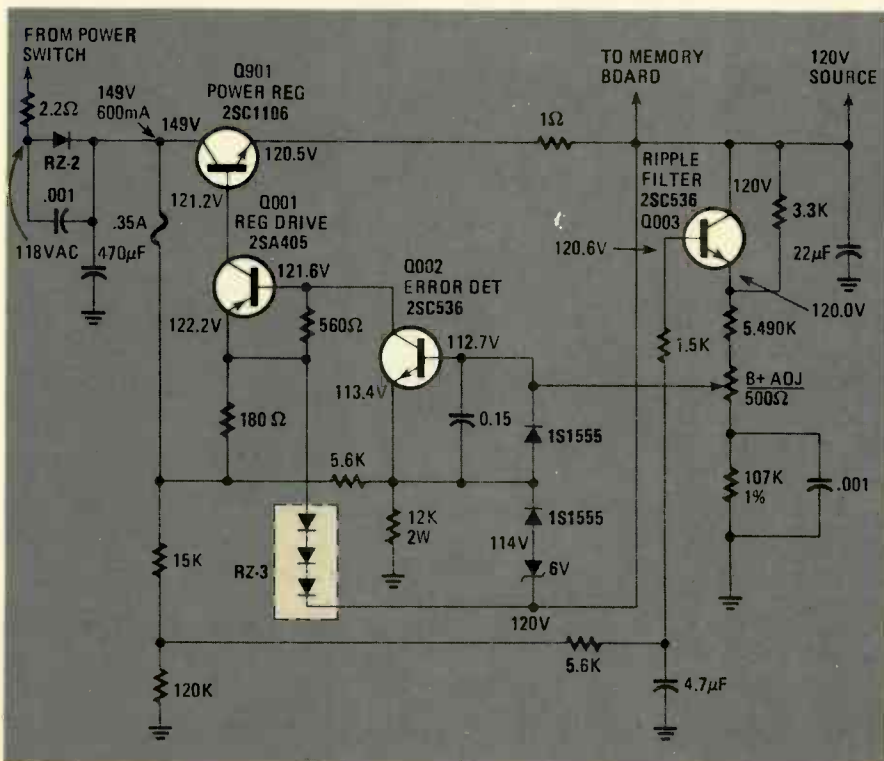 FROM POWER
SWITCH
2.2Ω
RZ-2
.001
118VAC
470µF
149V
600mA
149V
.35A
Q901
POWER REG
2SC1106
120.5V
121.2V
Q001
REG DRIVE
2SA405
121.6V
122.2V
560Ω
180 Ω
Q002
ERROR DET
2SC536
112.7V
113.4V
0.15
1S1555
5.6K
12K
2W
1S1555
114V
6V
120V
RZ-3
15K
120K
1Ω
TO MEMORY
BOARD
120V
SOURCE
RIPPLE
FILTER
2SC536
Q003
120V
3.3K
22µF
120.6V
120.0V
1.5K
5.490K
B+ ADJ
500Ω
107K
1%
.001
5.6K
4.7µF